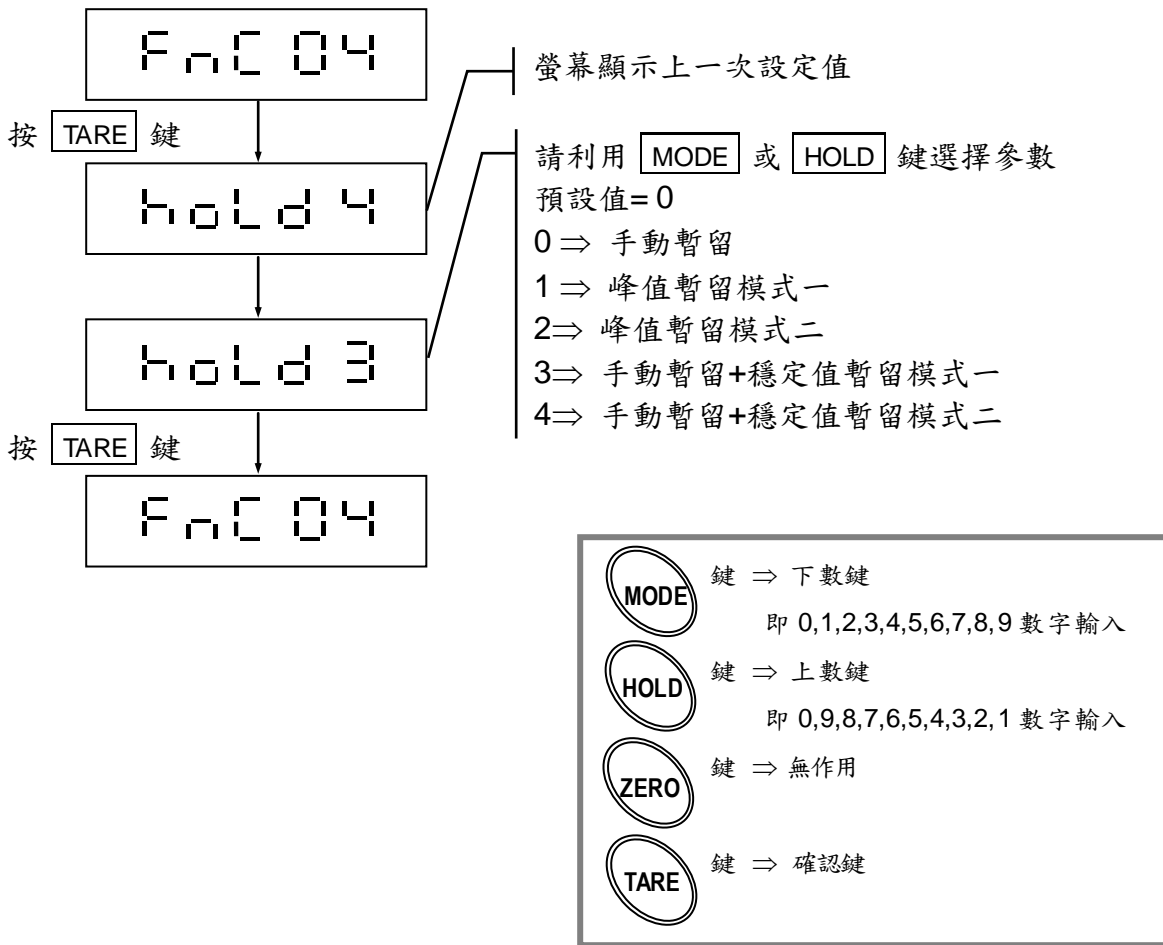 FnC 04
螢幕顯示上一次設定值
按 TARE 鍵
請利用 MODE 或 HOLD 鍵選擇參數
hoLd 4
預設值= 0
0⇒ 手動暫留
1⇒ 峰值暫留模式一
2⇒ 峰值暫留模式二
hoLd 3
3⇒ 手動暫留+穩定值暫留模式一
4⇒ 手動暫留+穩定值暫留模式二
按 TARE 鍵
FnC 04
MODE 鍵 ⇒ 下數鍵
即 0,1,2,3,4,5,6,7,8,9 數字輸入
HOLD 鍵 ⇒ 上數鍵
即 0,9,8,7,6,5,4,3,2,1 數字輸入
ZERO 鍵 ⇒ 無作用
TARE 鍵 ⇒ 確認鍵